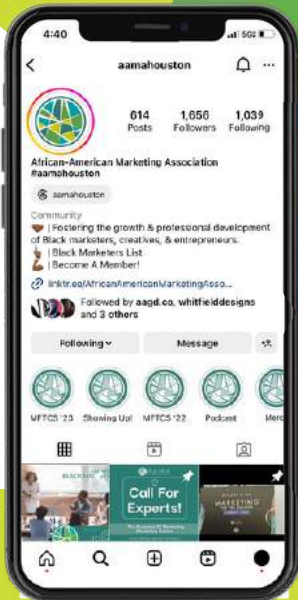 4:40
5G
aamahouston
614
1,656
1,039
Posts
Followers
Following
African-American Marketing Association
#aamahouston
aamahouston
Community
| Fostering the growth & professional development
of Black marketers, creatives, & entrepreneurs.
| Black Marketers List
| Become A Member!
linktr.ee/AfricanAmericanMarketingAsso...
Followed by aagd.co, whitfielddesigns
and 3 others
Following
Message
MFTCS '23
Showing Up!
MFTCS '22
Podcast
Merc
Call For
Experts!
MARKETING